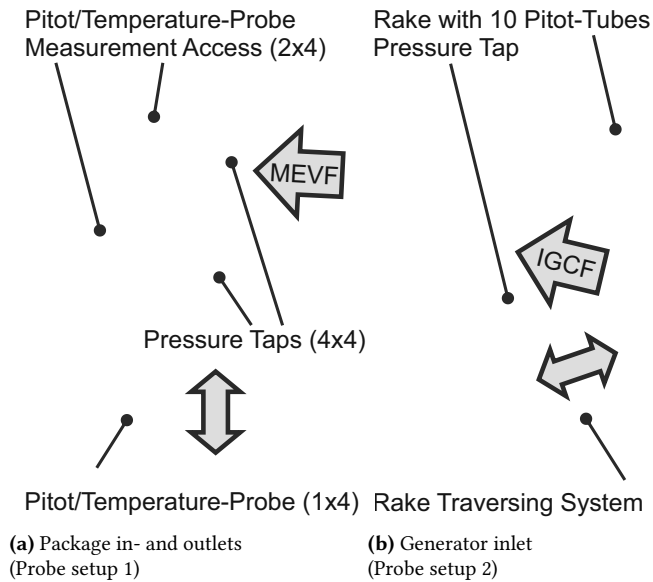 Pitot/Temperature-Probe
Measurement Access (2x4)
MEVF
Pressure Taps (4x4)
Pitot/Temperature-Probe (1x4)
(a) Package in- and outlets
(Probe setup 1)
Rake with 10 Pitot-Tubes
Pressure Tap
IGCF
Rake Traversing System
(b) Generator inlet
(Probe setup 2)